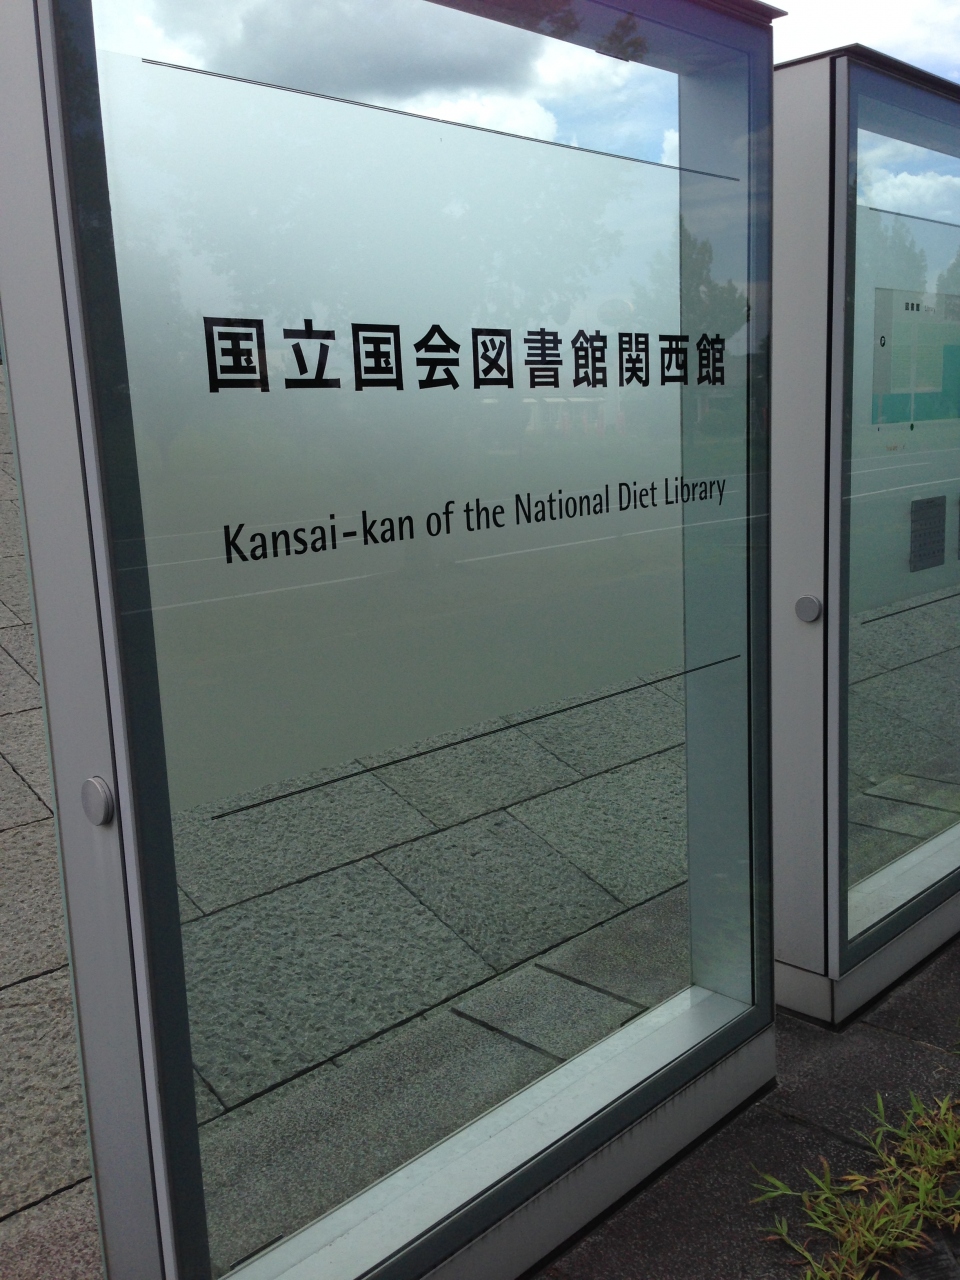 国立国会図書館関西館
Kansai-kan of the National Diet Library
P